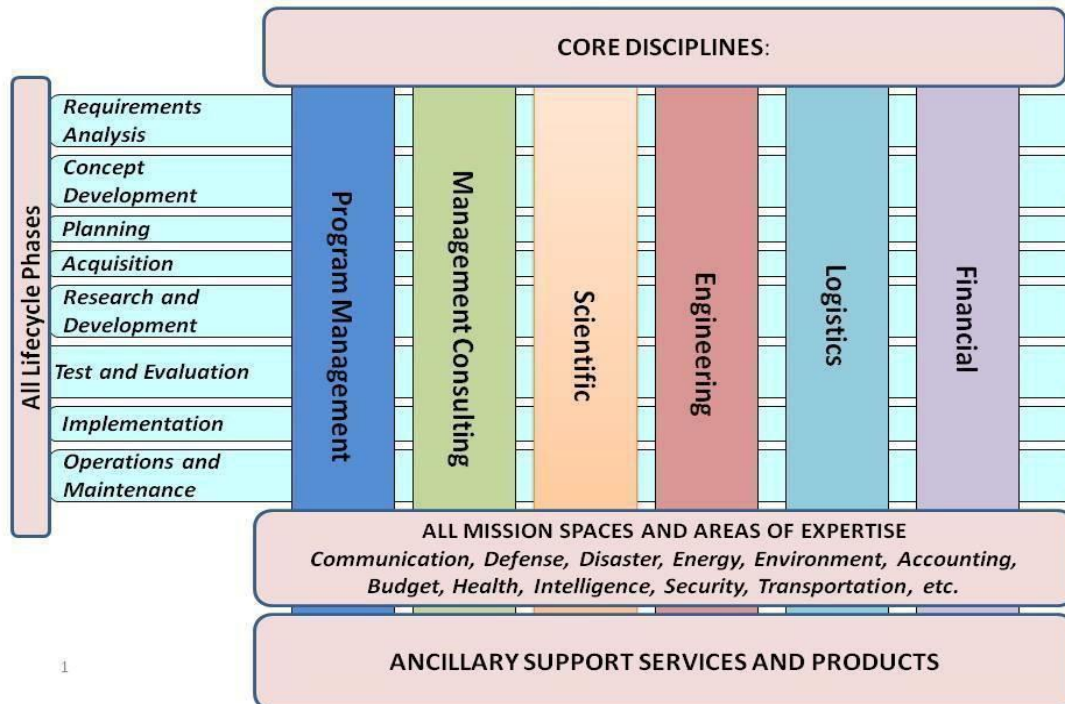 CORE DISCIPLINES:
All Lifecycle Phases
Requirements
Analysis
Concept
Development
Planning
Acquisition
Research and
Development
Test and Evaluation
Implementation
Operations and
Maintenance
Program Management
Management Consulting
Scientific
Engineering
Logistics
Financial
ALL MISSION SPACES AND AREAS OF EXPERTISE
Communication, Defense, Disaster, Energy, Environment, Accounting,
Budget, Health, Intelligence, Security, Transportation, etc.
ANCILLARY SUPPORT SERVICES AND PRODUCTS
1